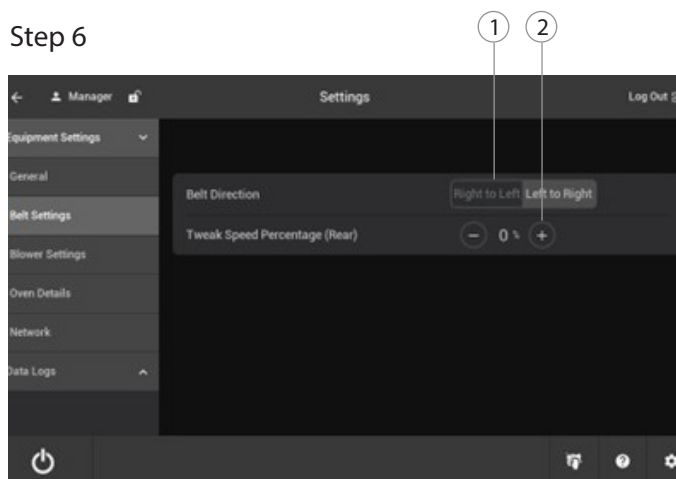 Step 6
1 2
Manager Settings Log Out
Equipment Settings
General
Belt Settings
Blower Settings
Oven Details
Network
Data Logs
Belt Direction Right to Left Left to Right
Tweak Speed Percentage (Rear) − 0 % +
?